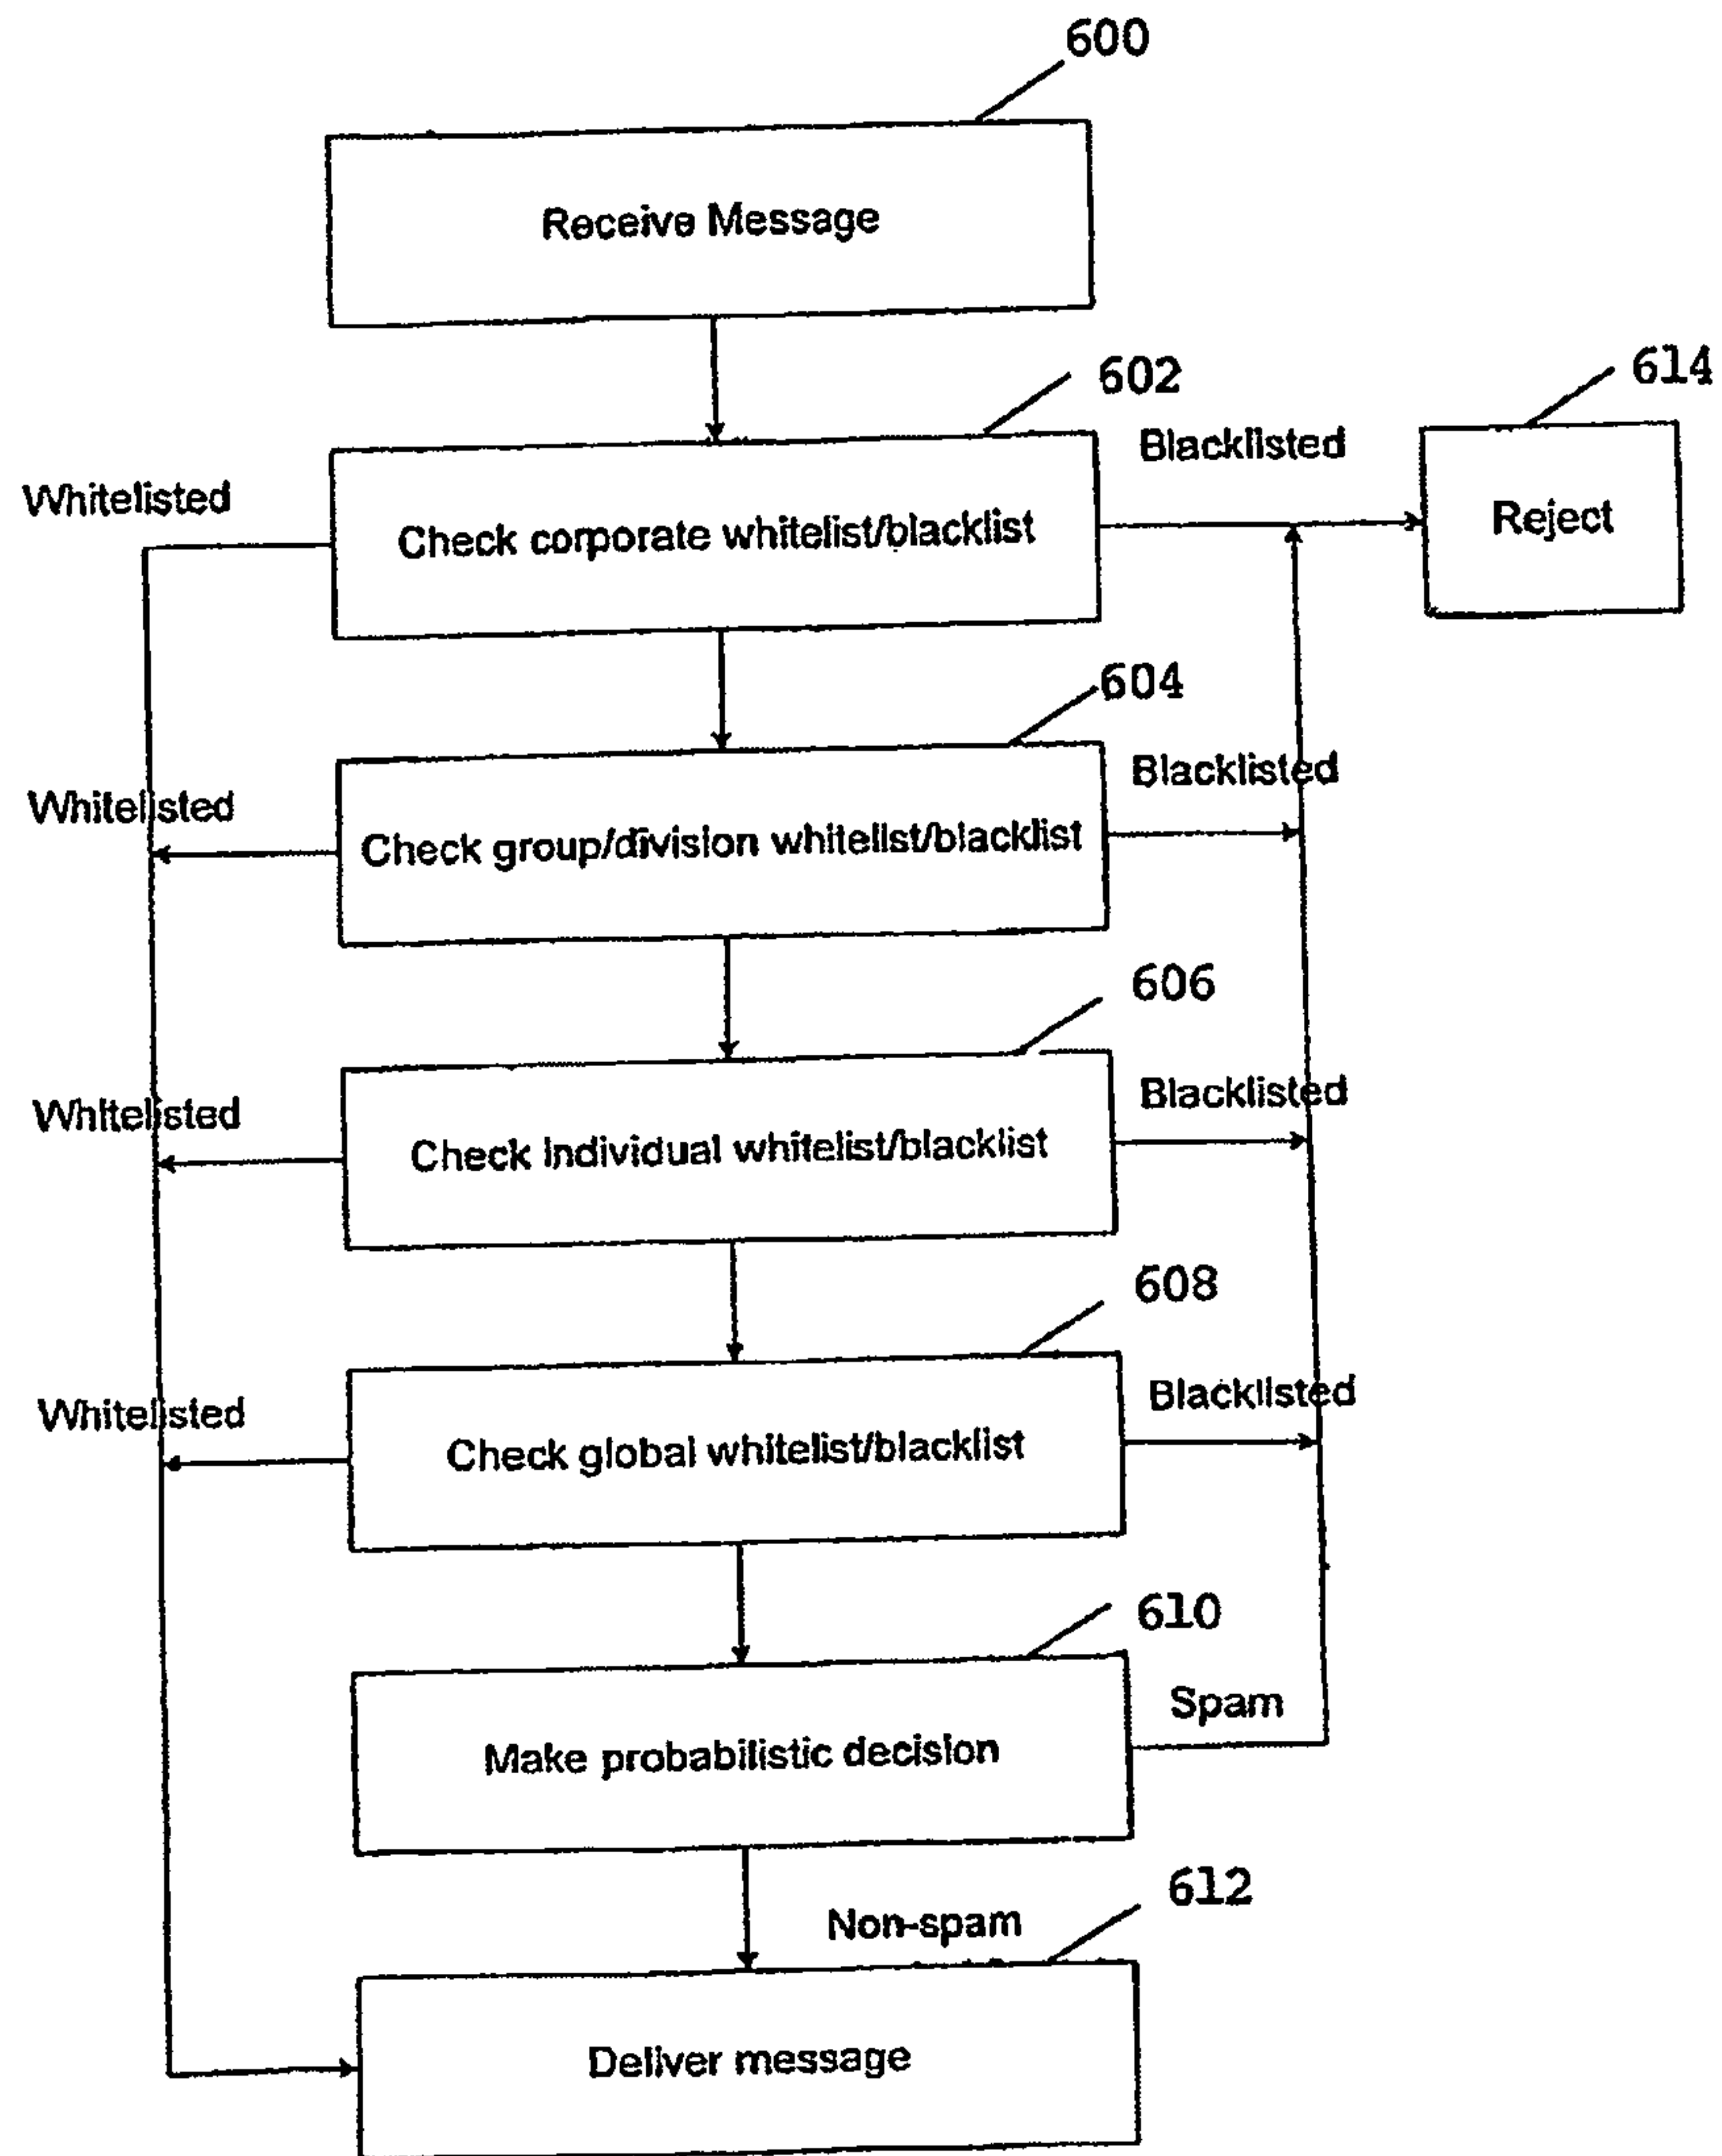 600
Receive Message
602
614
Blacklisted
Whitelisted
Check corporate whitelist/blacklist
Reject
604
Blacklisted
Whitelisted
Check group/division whitelist/blacklist
606
Blacklisted
Whitelisted
Check individual whitelist/blacklist
608
Blacklisted
Whitelisted
Check global whitelist/blacklist
610
Spam
Make probabilistic decision
612
Non-spam
Deliver message